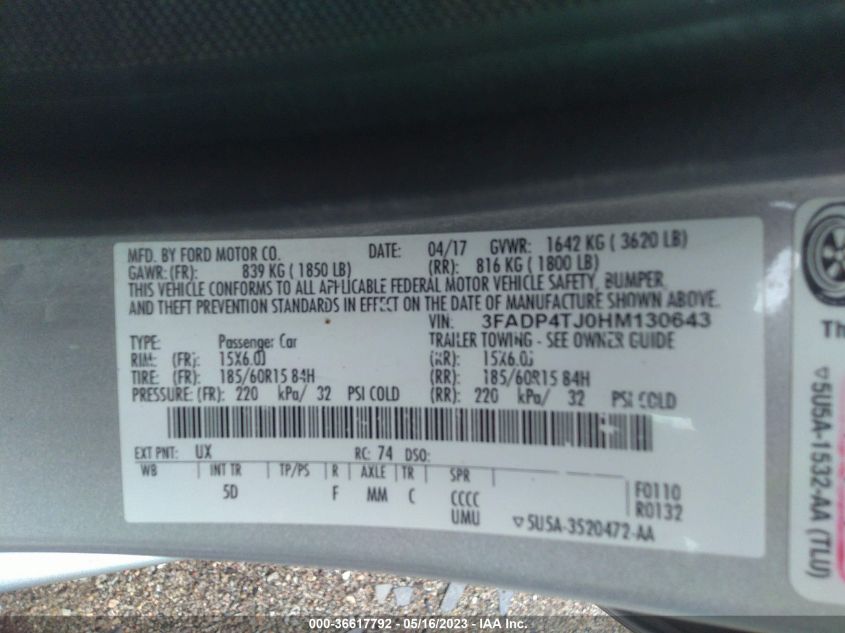 MFD. BY FORD MOTOR CO. DATE: 04/17 GVWR: 1642 KG ( 3620 LB)
GAWR: (FR): 839 KG ( 1850 LB) (RR): 816 KG ( 1800 LB)
THIS VEHICLE CONFORMS TO ALL APPLICABLE FEDERAL MOTOR VEHICLE SAFETY, BUMPER,
AND THEFT PREVENTION STANDARDS IN EFFECT ON THE DATE OF MANUFACTURE SHOWN ABOVE.
VIN: 3FADP4TJ0HM130643
TYPE: Passenger Car TRAILER TOWING - SEE OWNER GUIDE
RIM: (FR): 15X6.0J (RR): 15X6.0J
TIRE: (FR): 185/60R15 84H (RR): 185/60R15 84H
PRESSURE: (FR): 220 kPa/ 32 PSI COLD (RR): 220 kPa/ 32 PSI COLD
EXT PNT: UX RC: 74 DSO:
WB INT TR TP/PS R AXLE TR SPR
5D F MM C CCCC F0110
UMU R0132
▽5U5A-3520472-AA
Th
▽5U5A-1532-AA (TLU)
000-36617792 - 05/16/2023 - IAA Inc.